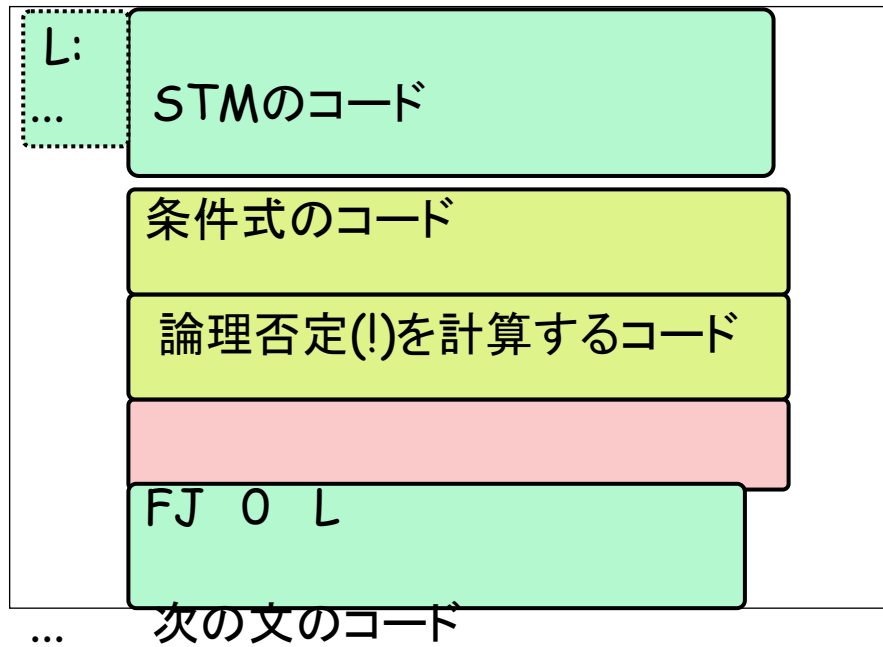 L:
... STMのコード
条件式のコード
論理否定(!)を計算するコード
FJ 0 L
... 次の文のコード